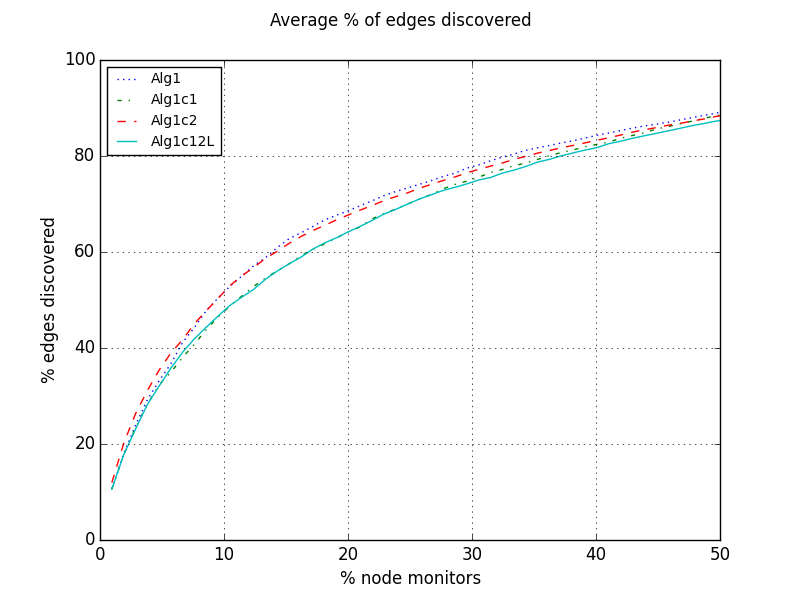 Average % of edges discovered
100
80
60
40
20
0
% edges discovered
Alg1
Alg1c1
Alg1c2
Alg1c12L
0 10 20 30 40 50
% node monitors